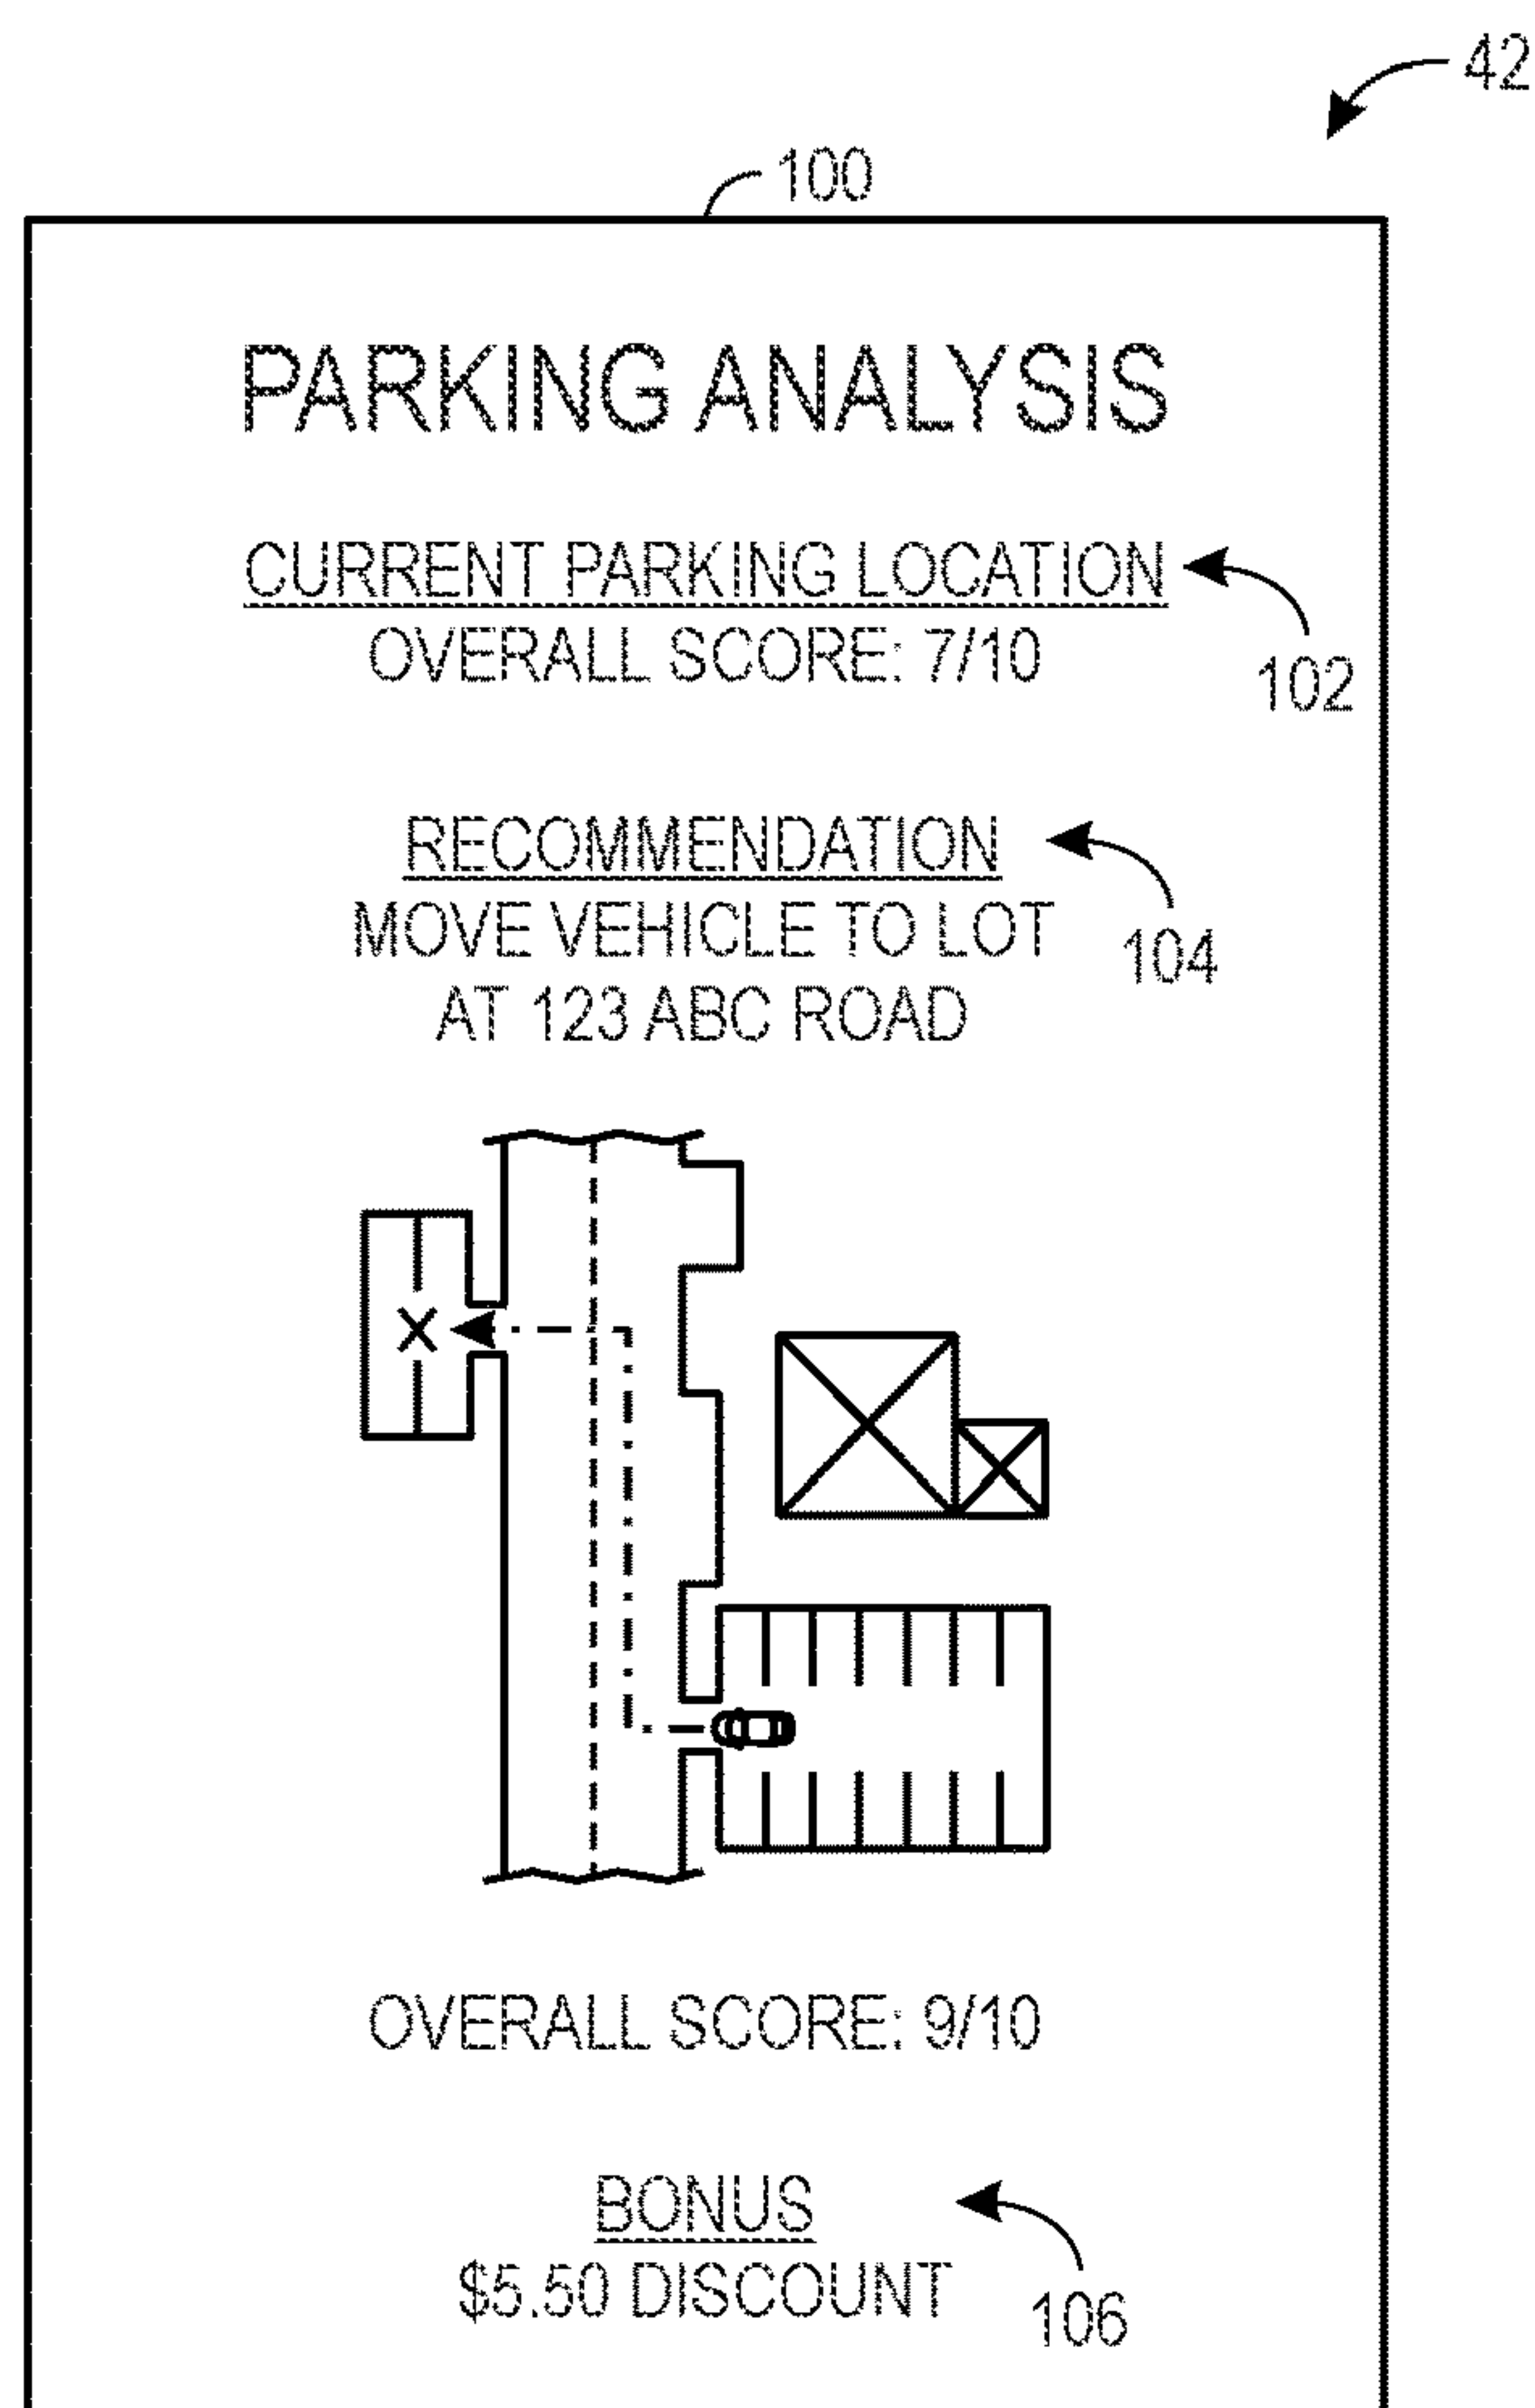 42
100
PARKING ANALYSIS
CURRENT PARKING LOCATION
OVERALL SCORE: 7/10
102
RECOMMENDATION
MOVE VEHICLE TO LOT
104
AT 123 ABC ROAD
OVERALL SCORE: 9/10
BONUS
$5.50 DISCOUNT
106